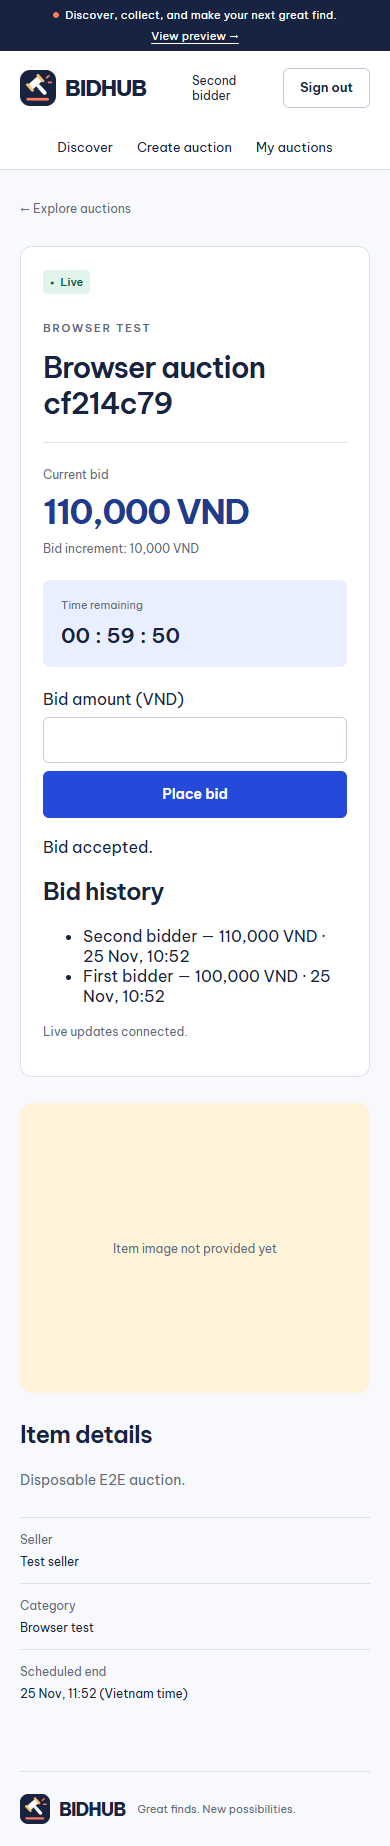 Discover, collect, and make your next great find.
View preview →
BIDHUB
Second
bidder
Sign out
Discover
Create auction
My auctions
← Explore auctions
• Live
BROWSER TEST
Browser auction
cf214c79
Current bid
110,000 VND
Bid increment: 10,000 VND
Time remaining
00 : 59 : 50
Bid amount (VND)
Place bid
Bid accepted.
Bid history
• Second bidder — 110,000 VND ·
25 Nov, 10:52
• First bidder — 100,000 VND · 25
Nov, 10:52
Live updates connected.
Item image not provided yet
Item details
Disposable E2E auction.
Seller
Test seller
Category
Browser test
Scheduled end
25 Nov, 11:52 (Vietnam time)
BIDHUB
Great finds. New possibilities.